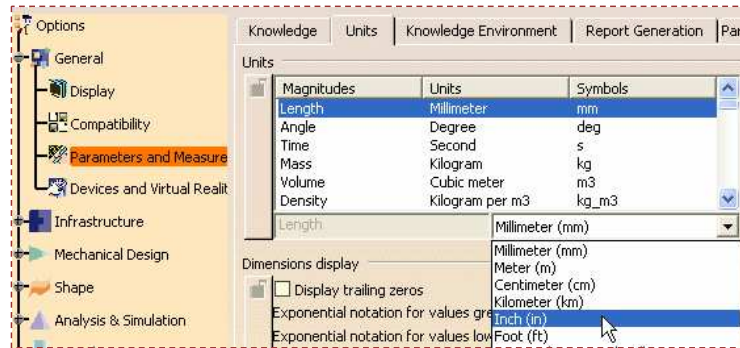 Options
General
Display
Compatibility
Parameters and Measure
Devices and Virtual Realit
Infrastructure
Mechanical Design
Shape
Analysis & Simulation
Knowledge Units Knowledge Environment Report Generation Par
Units
Magnitudes Units Symbols
Length Millimeter mm
Angle Degree deg
Time Second s
Mass Kilogram kg
Volume Cubic meter m3
Density Kilogram per m3 kg_m3
Length Millimeter (mm)
Millimeter (mm)
Meter (m)
Centimeter (cm)
Kilometer (km)
Inch (in)
Foot (ft)
Dimensions display
Display trailing zeros
Exponential notation for values gre
Exponential notation for values low